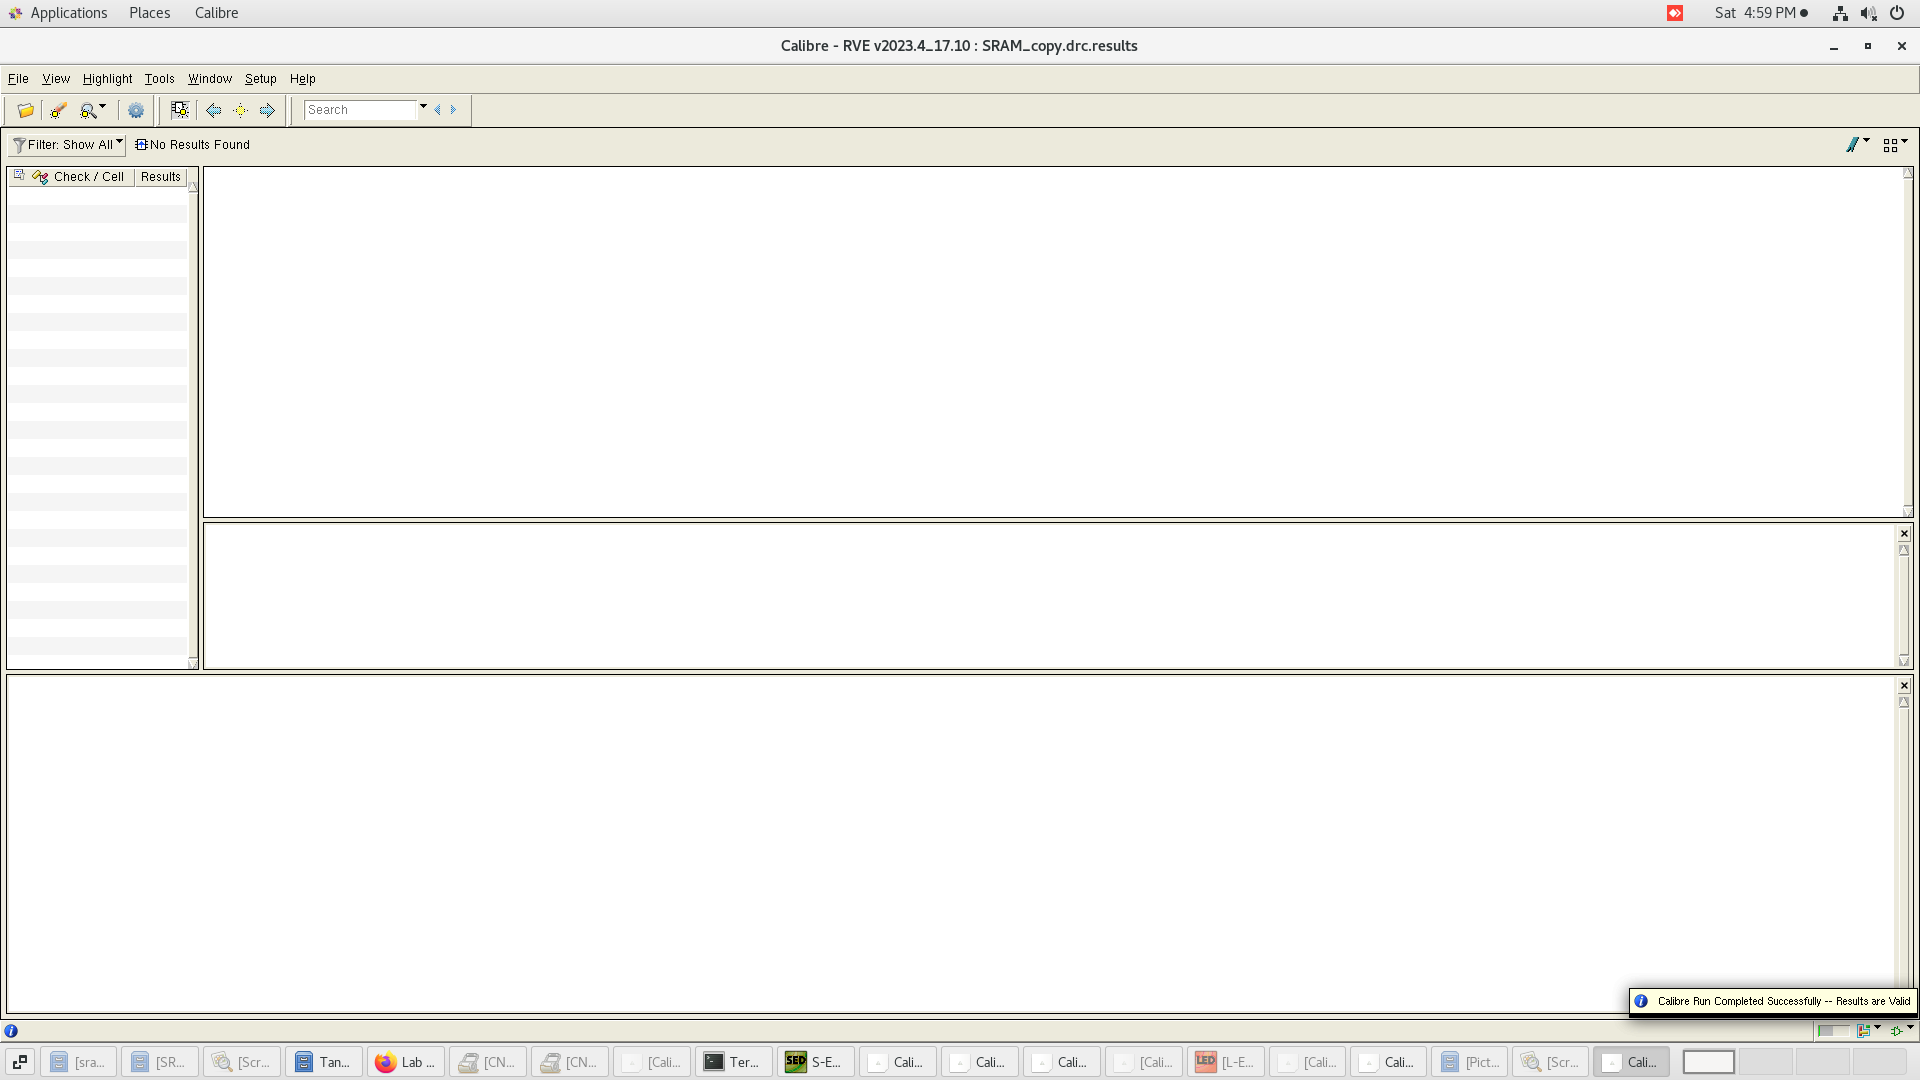 Applications Places Calibre Sat 4:59 PM
Calibre - RVE v2023.4_17.10 : SRAM_copy.drc.results
File View Highlight Tools Window Setup Help
Search
Filter: Show All No Results Found
Check / Cell Results
Calibre Run Completed Successfully -- Results are Valid
[sra... [SR... [Scr... Tan... Lab ... [CN... [CN... [Cali... Ter... SED S-E... Cali... Cali... Cali... [Cali... LED [L-E... [Cali... Cali... [Pict... [Scr... Cali...